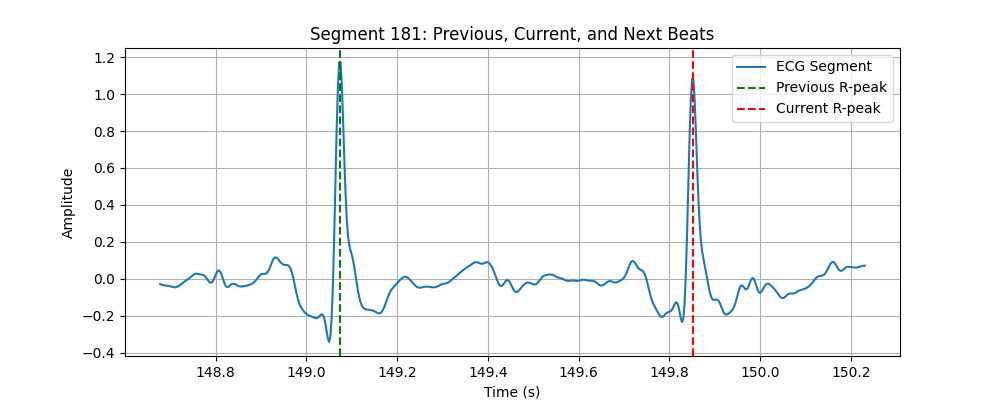 Segment 181: Previous, Current, and Next Beats
1.2
1.0
0.8
0.6
0.4
0.2
0.0
−0.2
−0.4
Amplitude
ECG Segment
Previous R-peak
Current R-peak
148.8 149.0 149.2 149.4 149.6 149.8 150.0 150.2
Time (s)